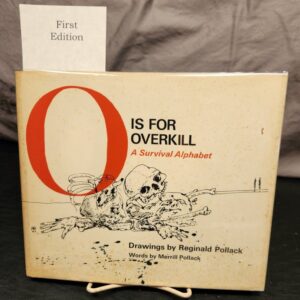 First
Edition
O
IS FOR
OVERKILL
A Survival Alphabet
Drawings by Reginald Pollack
Words by Merrill Pollack